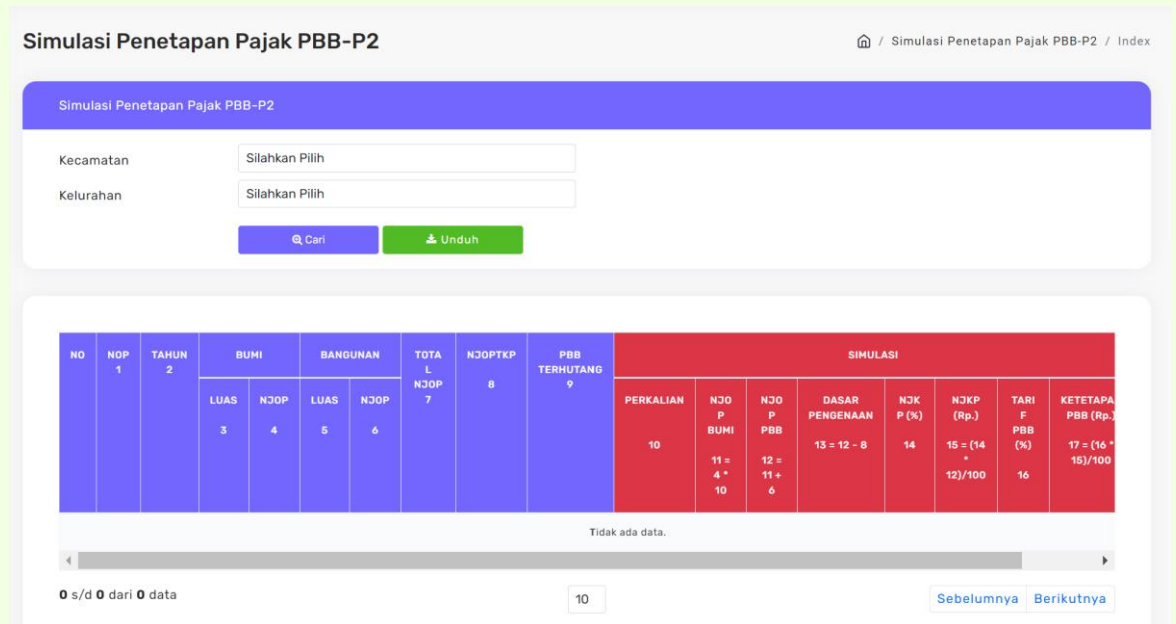 Simulasi Penetapan Pajak PBB-P2
/ Simulasi Penetapan Pajak PBB-P2 / Index
Simulasi Penetapan Pajak PBB-P2
Kecamatan
Silahkan Pilih
Kelurahan
Silahkan Pilih
Cari
Unduh
NO
NOP
1
TAHUN
2
BUMI
LUAS
3
NJOP
4
BANGUNAN
LUAS
5
NJOP
6
TOTA
L
NJOP
7
NJOPTKP
8
PBB
TERHUTANG
9
SIMULASI
PERKALIAN
10
NJO
P
BUMI
11 =
4 *
10
NJO
P
PBB
12 =
11 +
6
DASAR
PENGENAAN
13 = 12 - 8
NJK
P (%)
14
NJKP
(Rp.)
15 = (14
*
12)/100
TARI
F
PBB
(%)
16
KETETAPA
PBB (Rp.)
17 = (16 *
15)/100
Tidak ada data.
0 s/d 0 dari 0 data
10
Sebelumnya
Berikutnya